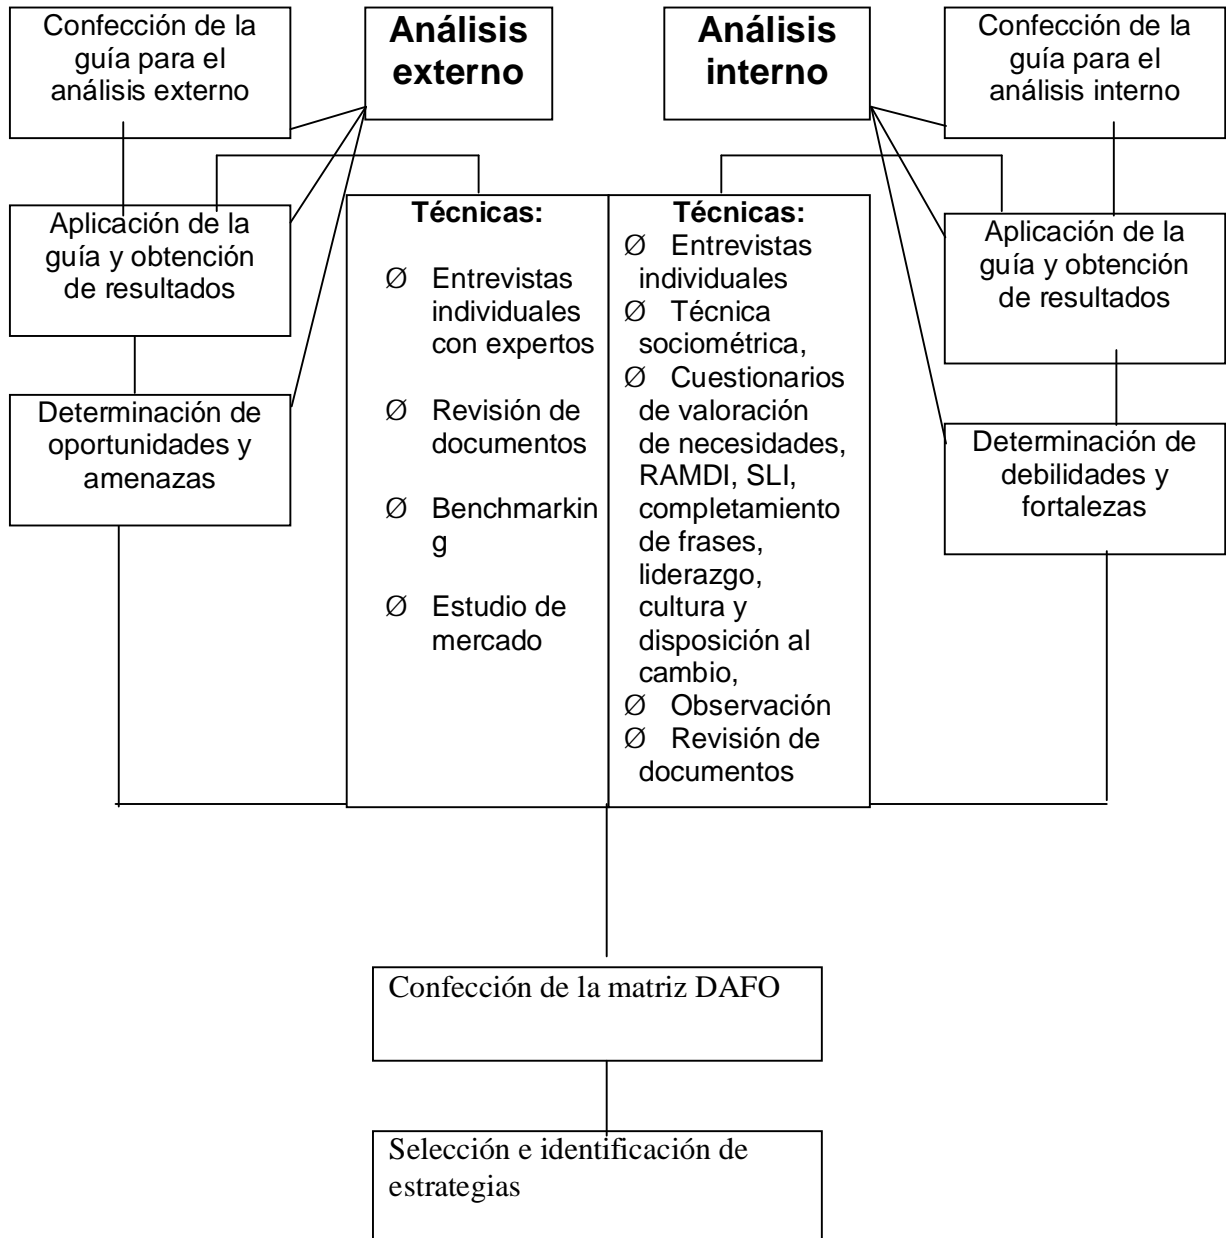 Confección de la
guía para el
análisis externo
Análisis
externo
Análisis
interno
Confección de la
guía para el
análisis interno
Aplicación de la
guía y obtención
de resultados
Determinación de
oportunidades y
amenazas
Técnicas:
Ø Entrevistas
individuales
con expertos
Ø Revisión de
documentos
Ø Benchmarkin
g
Ø Estudio de
mercado
Técnicas:
Ø Entrevistas
individuales
Ø Técnica
sociométrica,
Ø Cuestionarios
de valoración
de necesidades,
RAMDI, SLI,
completamiento
de frases,
liderazgo,
cultura y
disposición al
cambio,
Ø Observación
Ø Revisión de
documentos
Aplicación de la
guía y obtención
de resultados
Determinación de
debilidades y
fortalezas
Confección de la matriz DAFO
Selección e identificación de
estrategias